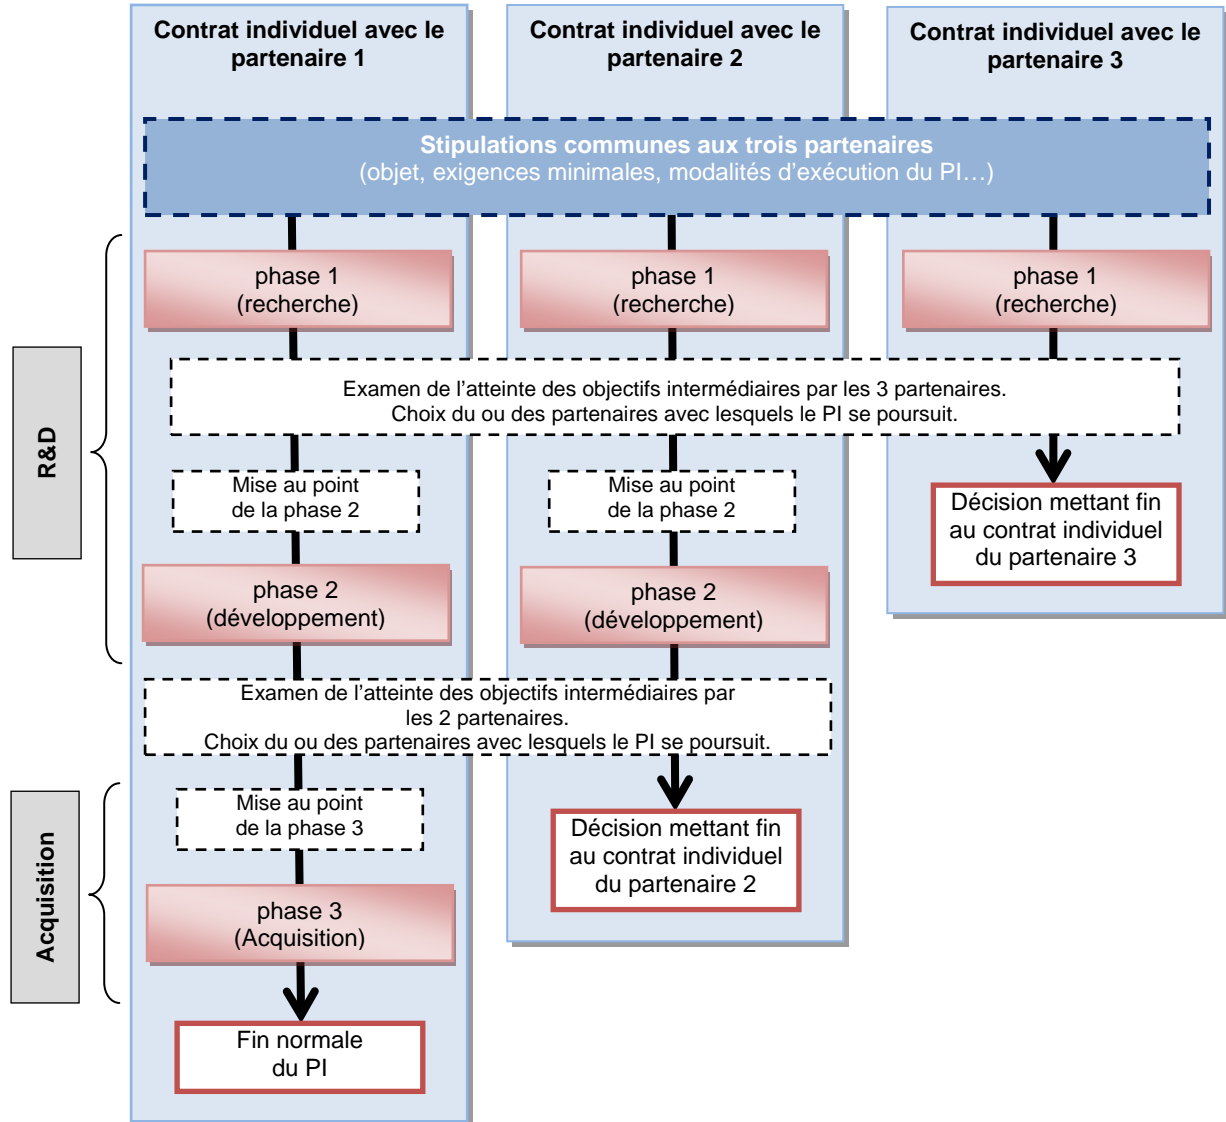 Contrat individuel avec le
partenaire 1
Contrat individuel avec le
partenaire 2
Contrat individuel avec le
partenaire 3
Stipulations communes aux trois partenaires
(objet, exigences minimales, modalités d’exécution du PI…)
R&D
phase 1
(recherche)
phase 1
(recherche)
phase 1
(recherche)
Examen de l’atteinte des objectifs intermédiaires par les 3 partenaires.
Choix du ou des partenaires avec lesquels le PI se poursuit.
Mise au point
de la phase 2
Mise au point
de la phase 2
Décision mettant fin
au contrat individuel
du partenaire 3
phase 2
(développement)
phase 2
(développement)
Examen de l’atteinte des objectifs intermédiaires par
les 2 partenaires.
Choix du ou des partenaires avec lesquels le PI se poursuit.
Acquisition
Mise au point
de la phase 3
Décision mettant fin
au contrat individuel
du partenaire 2
phase 3
(Acquisition)
Fin normale
du PI